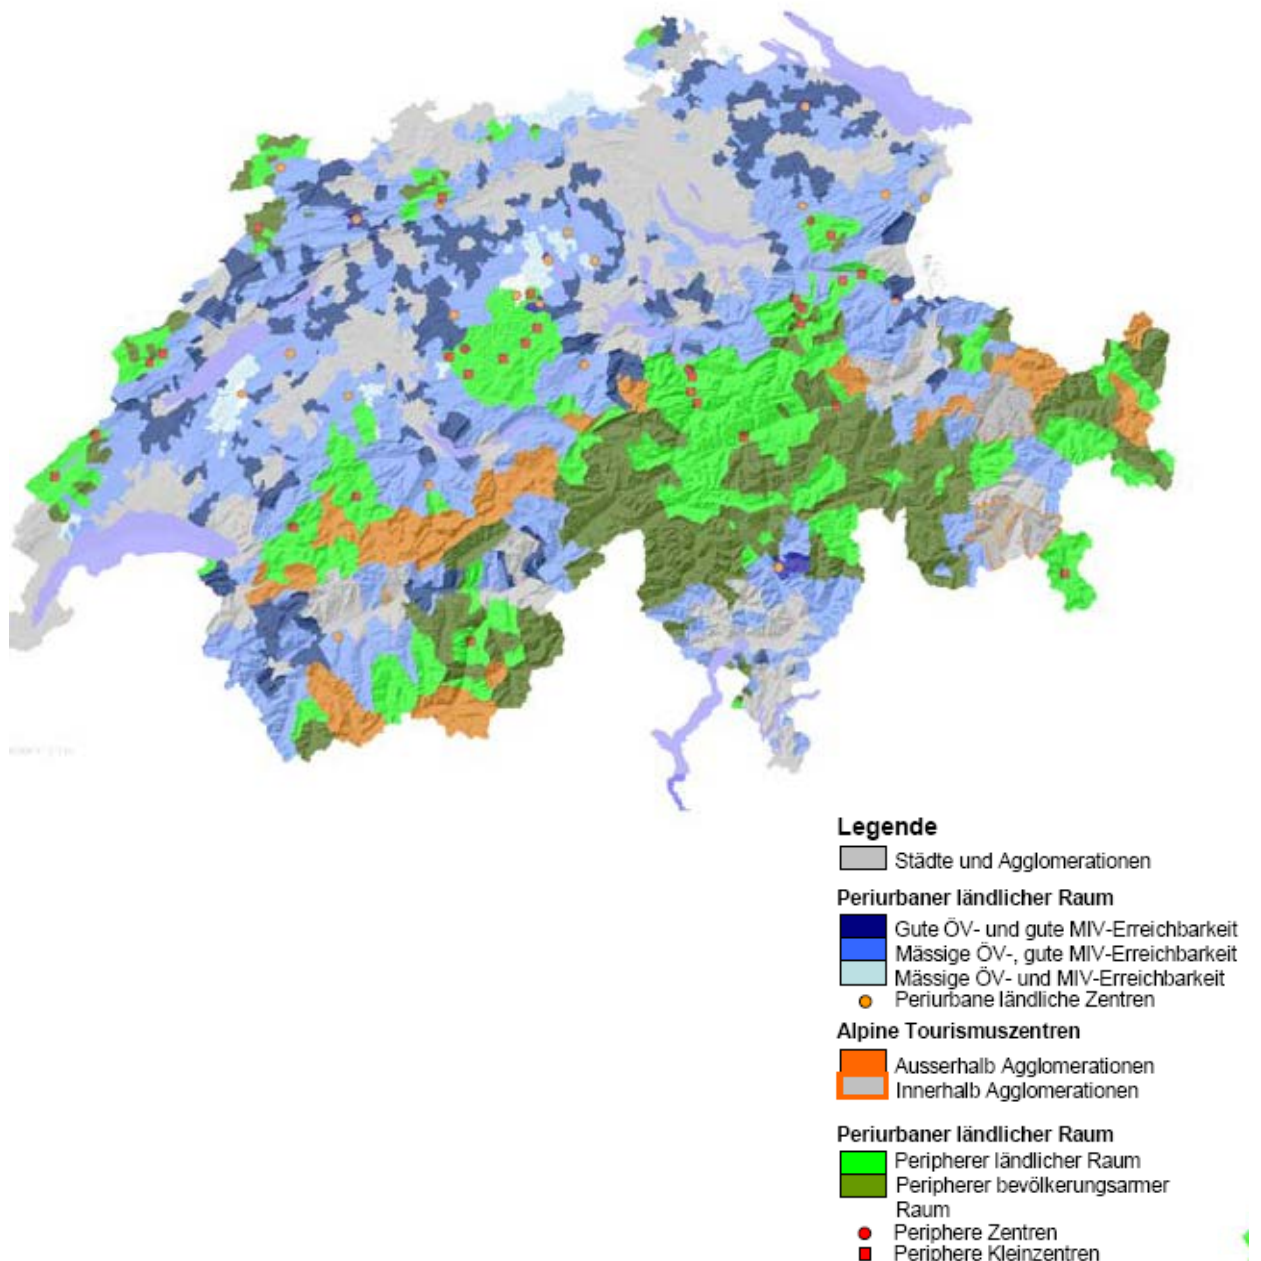 Legende
Städte und Agglomerationen
Periurbaner ländlicher Raum
Gute ÖV- und gute MIV-Erreichbarkeit
Mässige ÖV-, gute MIV-Erreichbarkeit
Mässige ÖV- und MIV-Erreichbarkeit
Periurbane ländliche Zentren
Alpine Tourismuszentren
Ausserhalb Agglomerationen
Innerhalb Agglomerationen
Periurbaner ländlicher Raum
Peripherer ländlicher Raum
Peripherer bevölkerungsarmer
Raum
Periphere Zentren
Periphere Kleinzentren